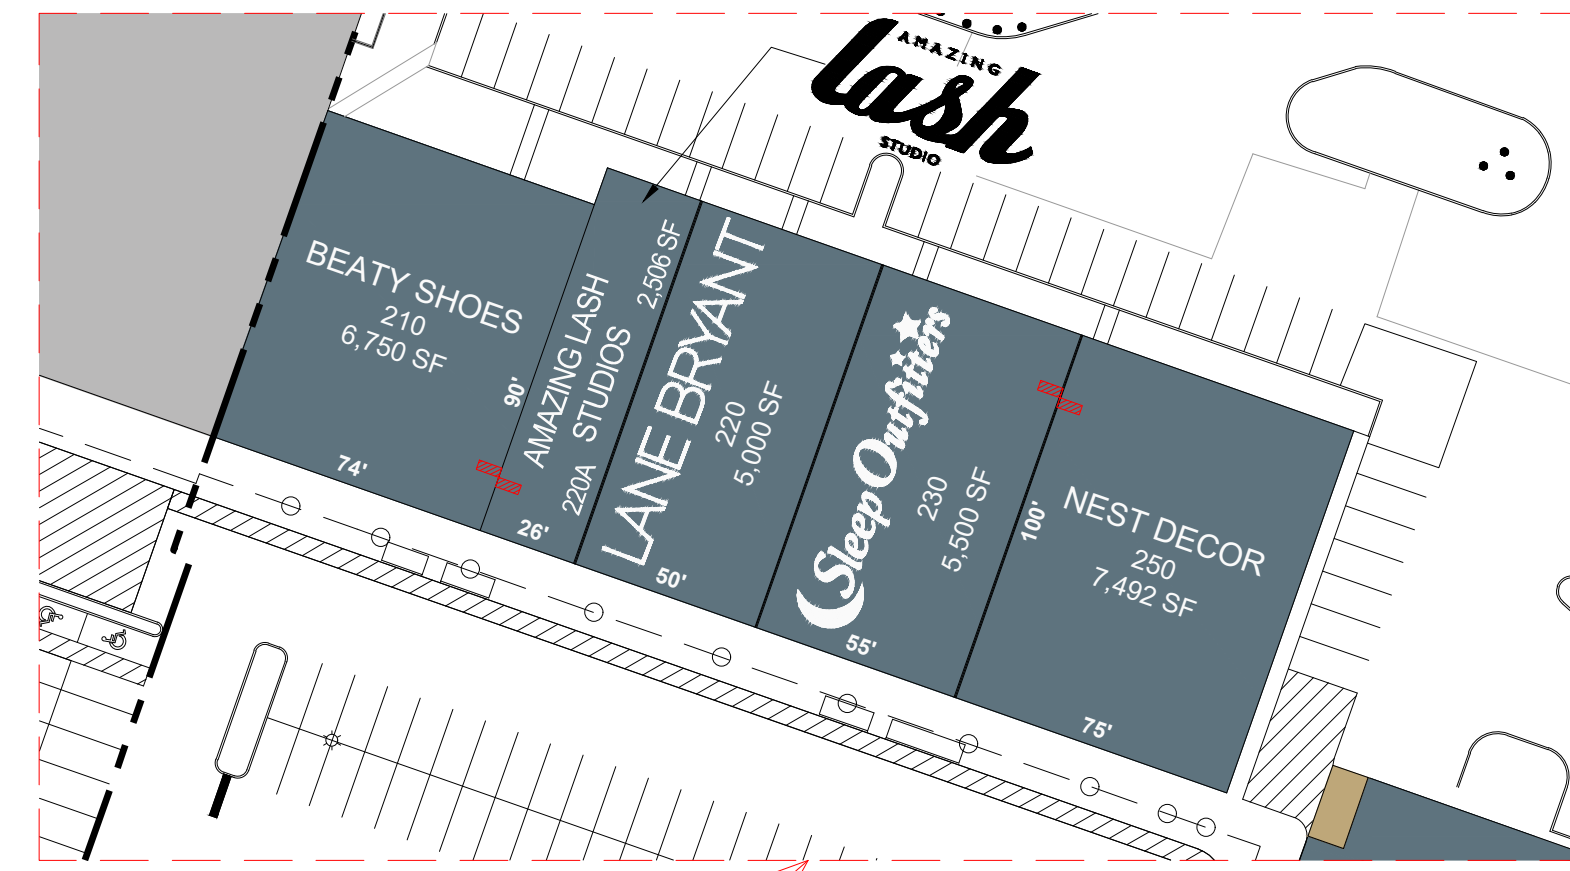 AMAZING
lash
STUDIO
BEATY SHOES
210
6,750 SF
90'
74'
AMAZING LASH
STUDIOS
220A
2,506 SF
26'
LANE BRYANT
220
5,000 SF
50'
Sleep Outfitters
230
5,500 SF
55'
100'
NEST DECOR
250
7,492 SF
75'